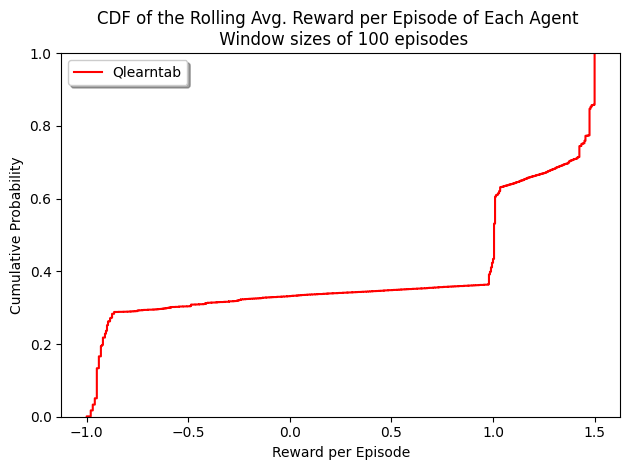 CDF of the Rolling Avg. Reward per Episode of Each Agent
Window sizes of 100 episodes
Qlearntab
Cumulative Probability
1.0
0.8
0.6
0.4
0.2
0.0
−1.0 −0.5 0.0 0.5 1.0 1.5
Reward per Episode